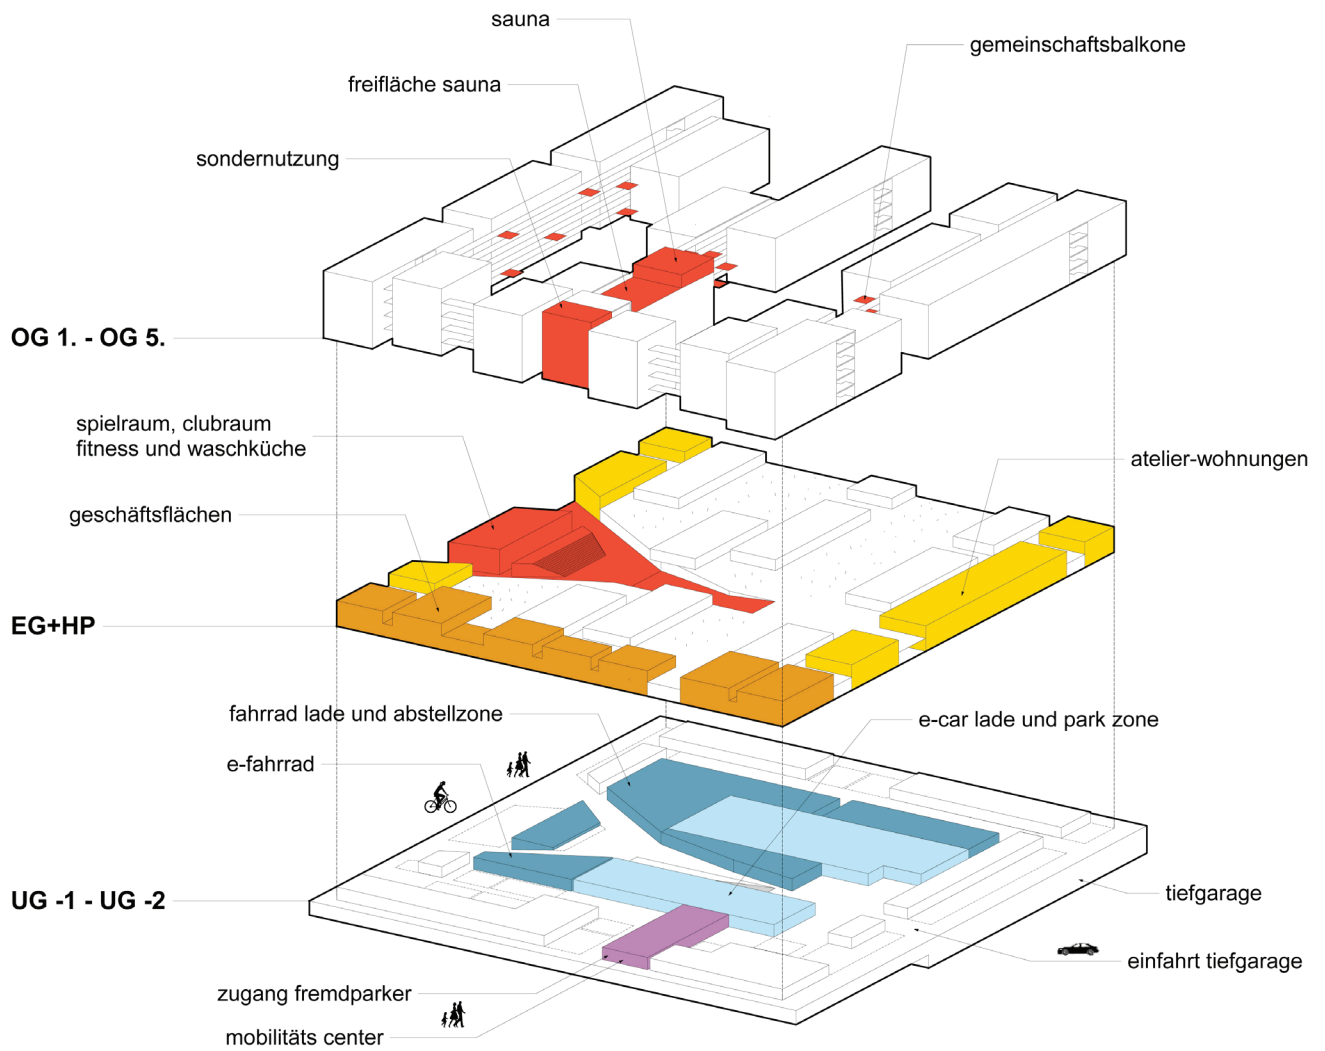 sauna
gemeinschaftsbalkone
freifläche sauna
sondernutzung
OG 1. - OG 5.
spielraum, clubraum
fitness und waschküche
atelier-wohnungen
geschäftsflächen
EG+HP
fahrrad lade und abstellzone
e-car lade und park zone
e-fahrrad
UG -1 - UG -2
tiefgarage
einfahrt tiefgarage
zugang fremdparker
mobilitäts center